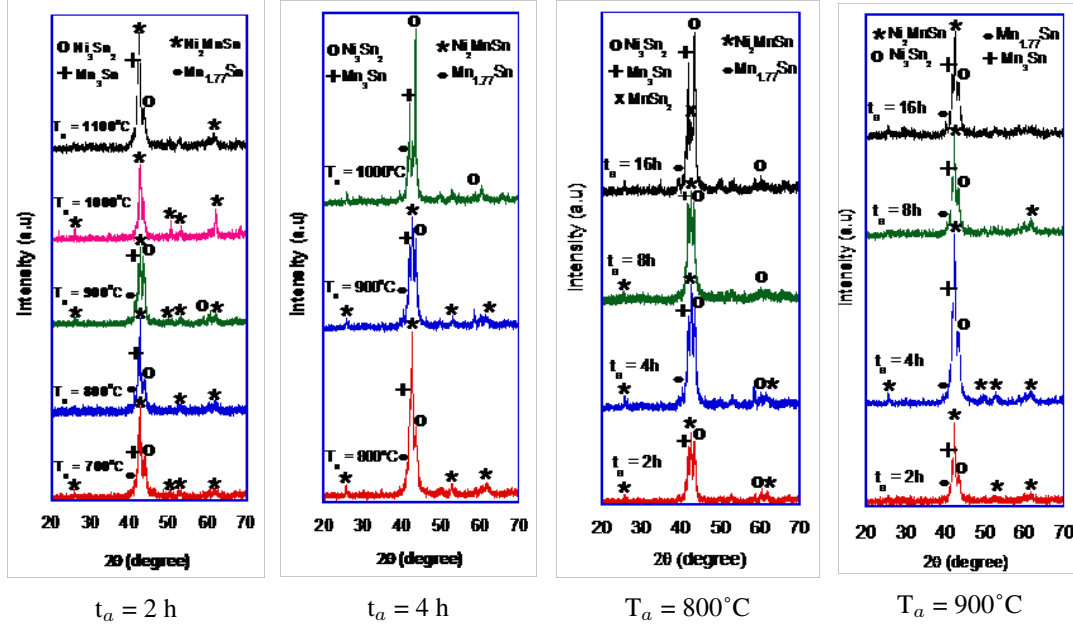 O Ni₃Sn₂ *Ni₂MnSn
+ Mn₃Sn Mn₁.₇₇Sn
Tₐ = 1100°C
Tₐ = 1000°C
Tₐ = 900°C
Tₐ = 800°C
Tₐ = 700°C
Intensity (a.u)
20 30 40 50 60 70
2θ (degree)
tₐ = 2 h
O Ni₃Sn₂ *Ni₂MnSn
+ Mn₃Sn Mn₁.₇₇Sn
Tₐ = 1000°C
Tₐ = 900°C
Tₐ = 800°C
Intensity (a.u)
20 30 40 50 60 70
2θ (degree)
tₐ = 4 h
O Ni₃Sn₂ *Ni₂MnSn
+ Mn₃Sn Mn₁.₇₇Sn
x MnSn₂
tₐ = 16h
tₐ = 8h
tₐ = 4h
tₐ = 2h
Intensity (a.u)
20 30 40 50 60 70
2θ (degree)
Tₐ = 800°C
* Ni₂MnSn Mn₁.₇₇Sn
O Ni₃Sn₂ + Mn₃Sn
tₐ = 16h
tₐ = 8h
tₐ = 4h
tₐ = 2h
Intensity (a.u)
20 30 40 50 60 70
2θ (degree)
Tₐ = 900°C